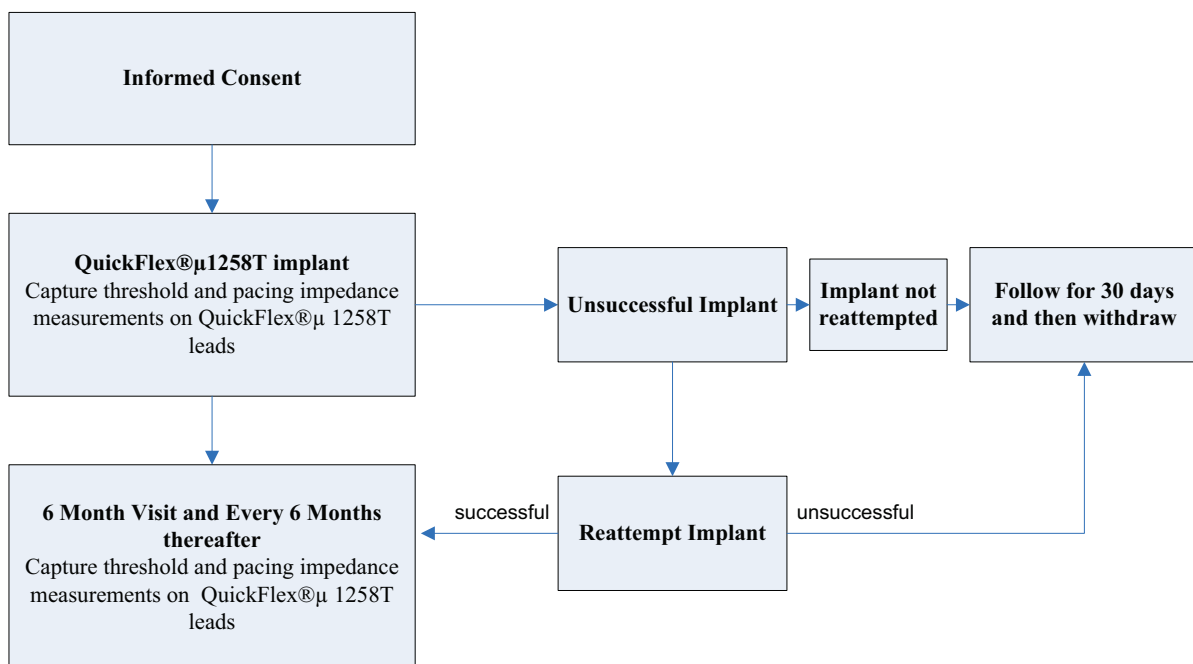 Informed Consent
QuickFlex®µ1258T implant
Capture threshold and pacing impedance
measurements on QuickFlex®µ 1258T
leads
Unsuccessful Implant
Implant not
reattempted
Follow for 30 days
and then withdraw
6 Month Visit and Every 6 Months
thereafter
Capture threshold and pacing impedance
measurements on QuickFlex®µ 1258T
leads
successful
Reattempt Implant
unsuccessful